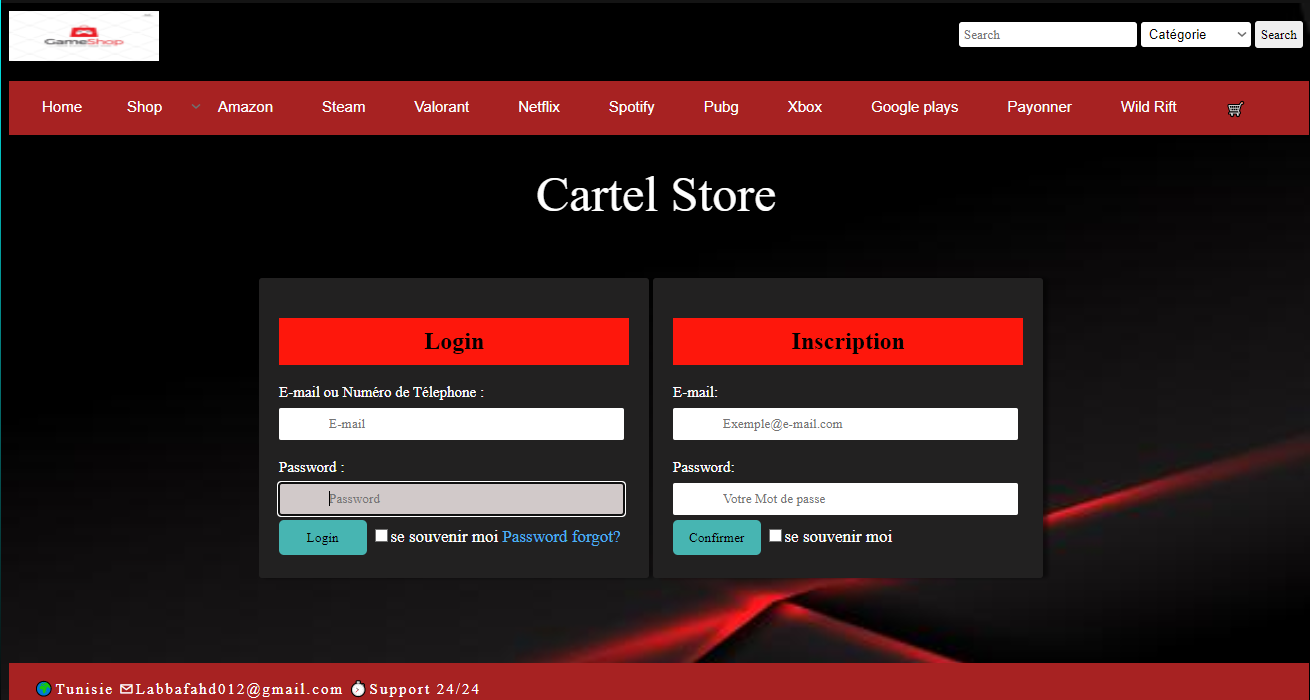 GameShop
Search Catégorie Search
Home Shop Amazon Steam Valorant Netflix Spotify Pubg Xbox Google plays Payonner Wild Rift
Cartel Store
Login
E-mail ou Numéro de Télephone :
E-mail
Password :
Password
Login se souvenir moi Password forgot?
Inscription
E-mail:
Exemple@e-mail.com
Password:
Votre Mot de passe
Confirmer se souvenir moi
Tunisie Labbafahd012@gmail.com Support 24/24